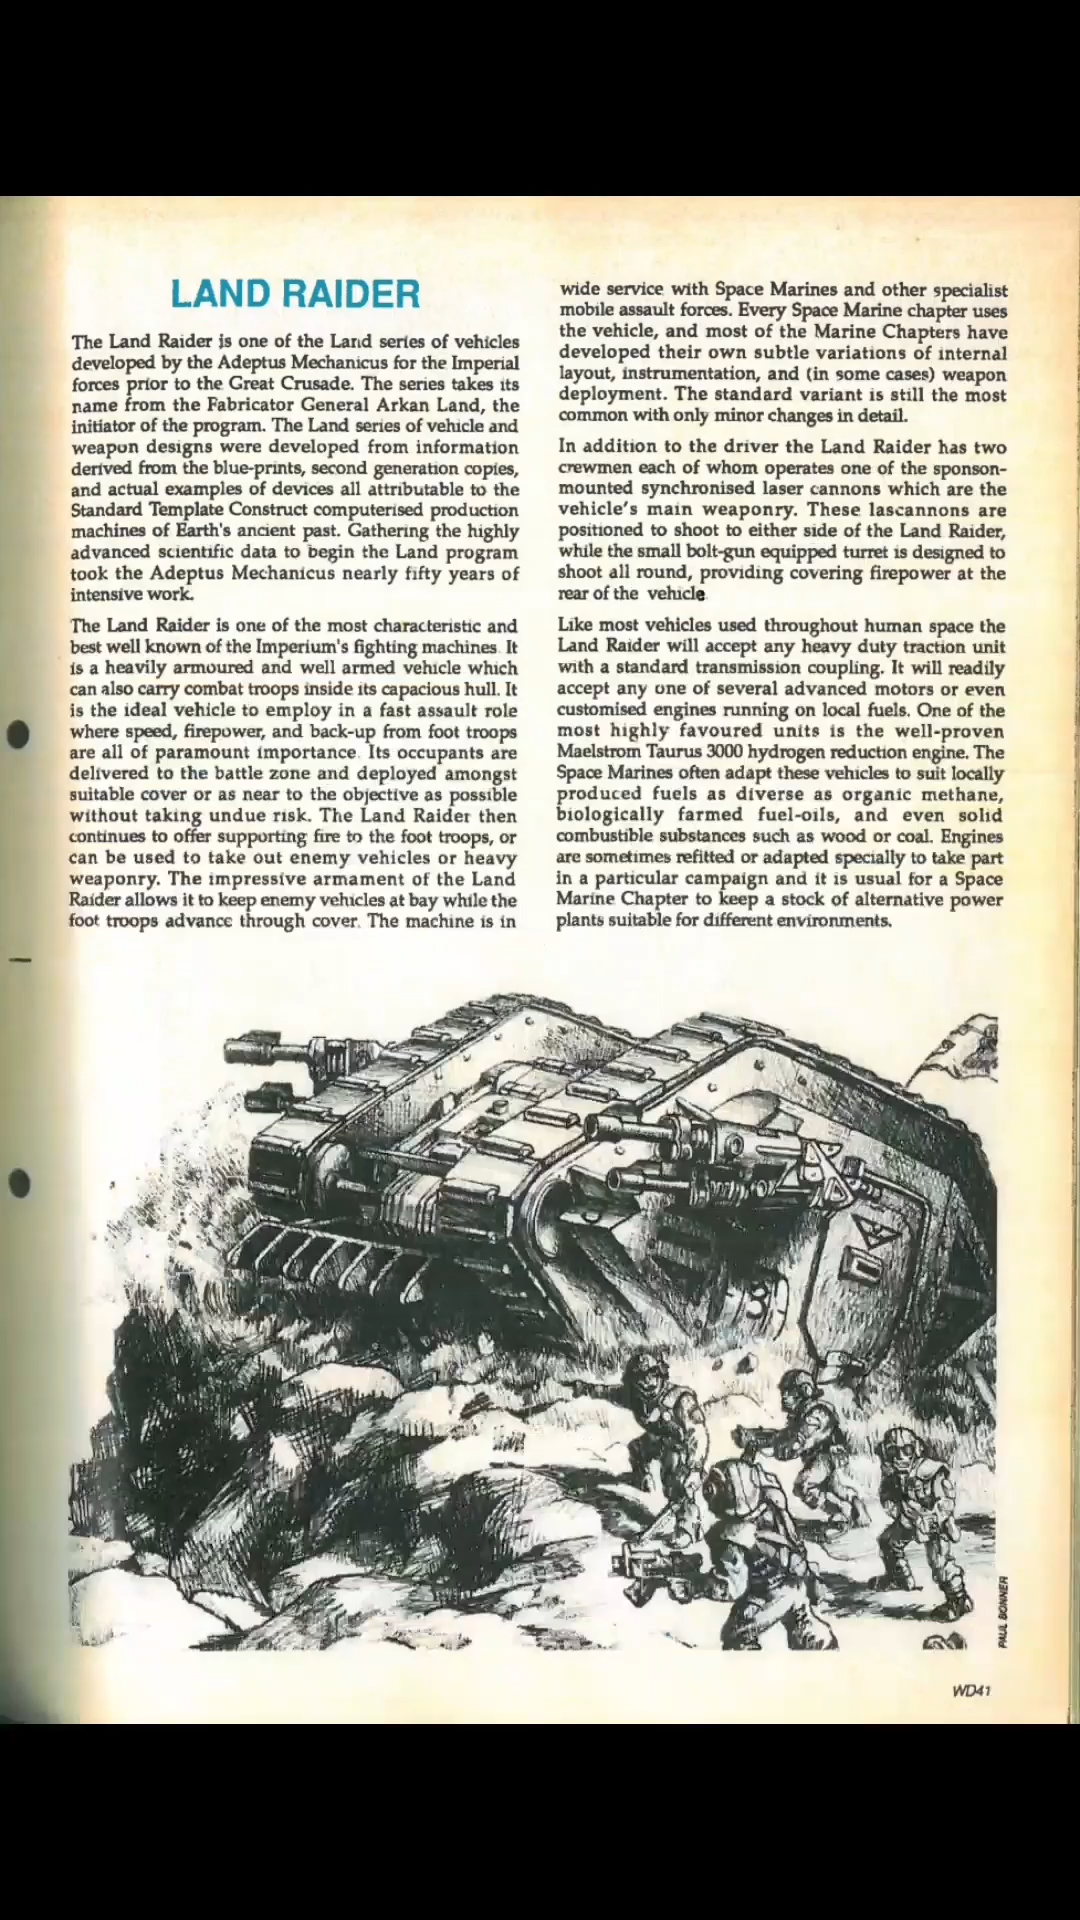 LAND RAIDER
The Land Raider is one of the Land series of vehicles
developed by the Adeptus Mechanicus for the Imperial
forces prior to the Great Crusade. The series takes its
name from the Fabricator General Arkan Land, the
initiator of the program. The Land series of vehicle and
weapon designs were developed from information
derived from the blue-prints, second generation copies,
and actual examples of devices all attributable to the
Standard Template Construct computerised production
machines of Earth's ancient past. Gathering the highly
advanced scientific data to begin the Land program
took the Adeptus Mechanicus nearly fifty years of
intensive work.
The Land Raider is one of the most characteristic and
best well known of the Imperium's fighting machines. It
is a heavily armoured and well armed vehicle which
can also carry combat troops inside its capacious hull. It
is the ideal vehicle to employ in a fast assault role
where speed, firepower, and back-up from foot troops
are all of paramount importance. Its occupants are
delivered to the battle zone and deployed amongst
suitable cover or as near to the objective as possible
without taking undue risk. The Land Raider then
continues to offer supporting fire to the foot troops, or
can be used to take out enemy vehicles or heavy
weaponry. The impressive armament of the Land
Raider allows it to keep enemy vehicles at bay while the
foot troops advance through cover. The machine is in
wide service with Space Marines and other specialist
mobile assault forces. Every Space Marine chapter uses
the vehicle, and most of the Marine Chapters have
developed their own subtle variations of internal
layout, instrumentation, and (in some cases) weapon
deployment. The standard variant is still the most
common with only minor changes in detail.
In addition to the driver the Land Raider has two
crewmen each of whom operates one of the sponson-
mounted synchronised laser cannons which are the
vehicle's main weaponry. These lascannons are
positioned to shoot to either side of the Land Raider,
while the small bolt-gun equipped turret is designed to
shoot all round, providing covering firepower at the
rear of the vehicle
Like most vehicles used throughout human space the
Land Raider will accept any heavy duty traction unit
with a standard transmission coupling. It will readily
accept any one of several advanced motors or even
customised engines running on local fuels. One of the
most highly favoured units is the well-proven
Maelstrom Taurus 3000 hydrogen reduction engine. The
Space Marines often adapt these vehicles to suit locally
produced fuels as diverse as organic methane,
biologically farmed fuel-oils, and even solid
combustible substances such as wood or coal. Engines
are sometimes refitted or adapted specially to take part
in a particular campaign and it is usual for a Space
Marine Chapter to keep a stock of alternative power
plants suitable for different environments.
3
PAUL BONNER
WD41